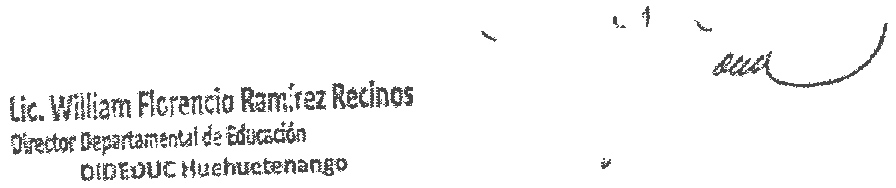 Lic. William Florencio Ramírez Recinos
Director Departamental de Educación
DIDEDUC Huehuetenango